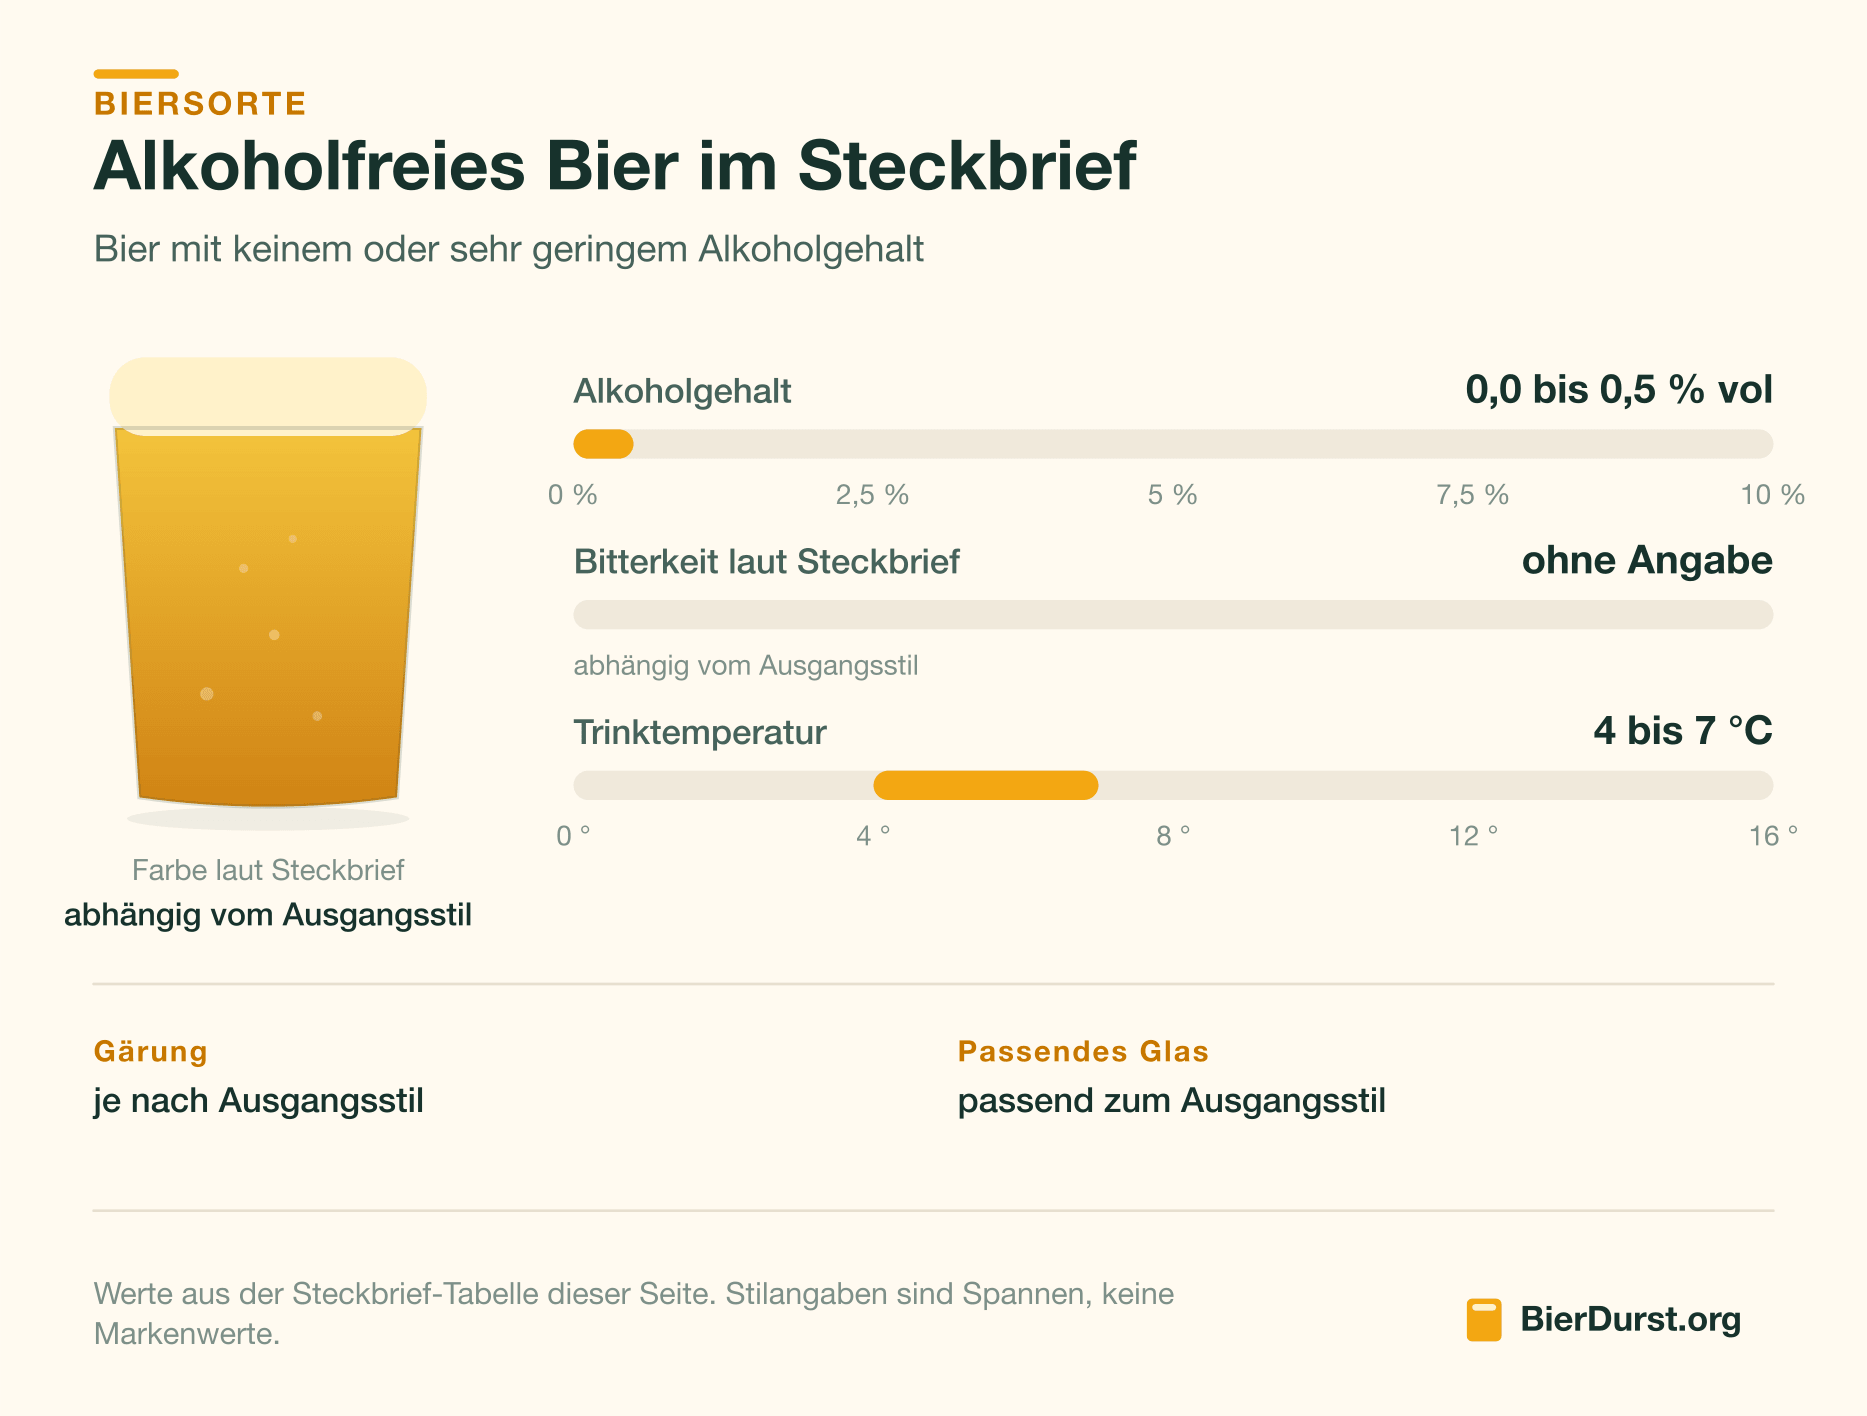 BIERSORTE
Alkoholfreies Bier im Steckbrief
Bier mit keinem oder sehr geringem Alkoholgehalt
Alkoholgehalt
0,0 bis 0,5 % vol
0 %
2,5 %
5 %
7,5 %
10 %
Bitterkeit laut Steckbrief
ohne Angabe
abhängig vom Ausgangsstil
Trinktemperatur
4 bis 7 °C
0 °
4 °
8 °
12 °
16 °
Farbe laut Steckbrief
abhängig vom Ausgangsstil
Gärung
je nach Ausgangsstil
Passendes Glas
passend zum Ausgangsstil
Werte aus der Steckbrief-Tabelle dieser Seite. Stilangaben sind Spannen, keine
Markenwerte.
BierDurst.org